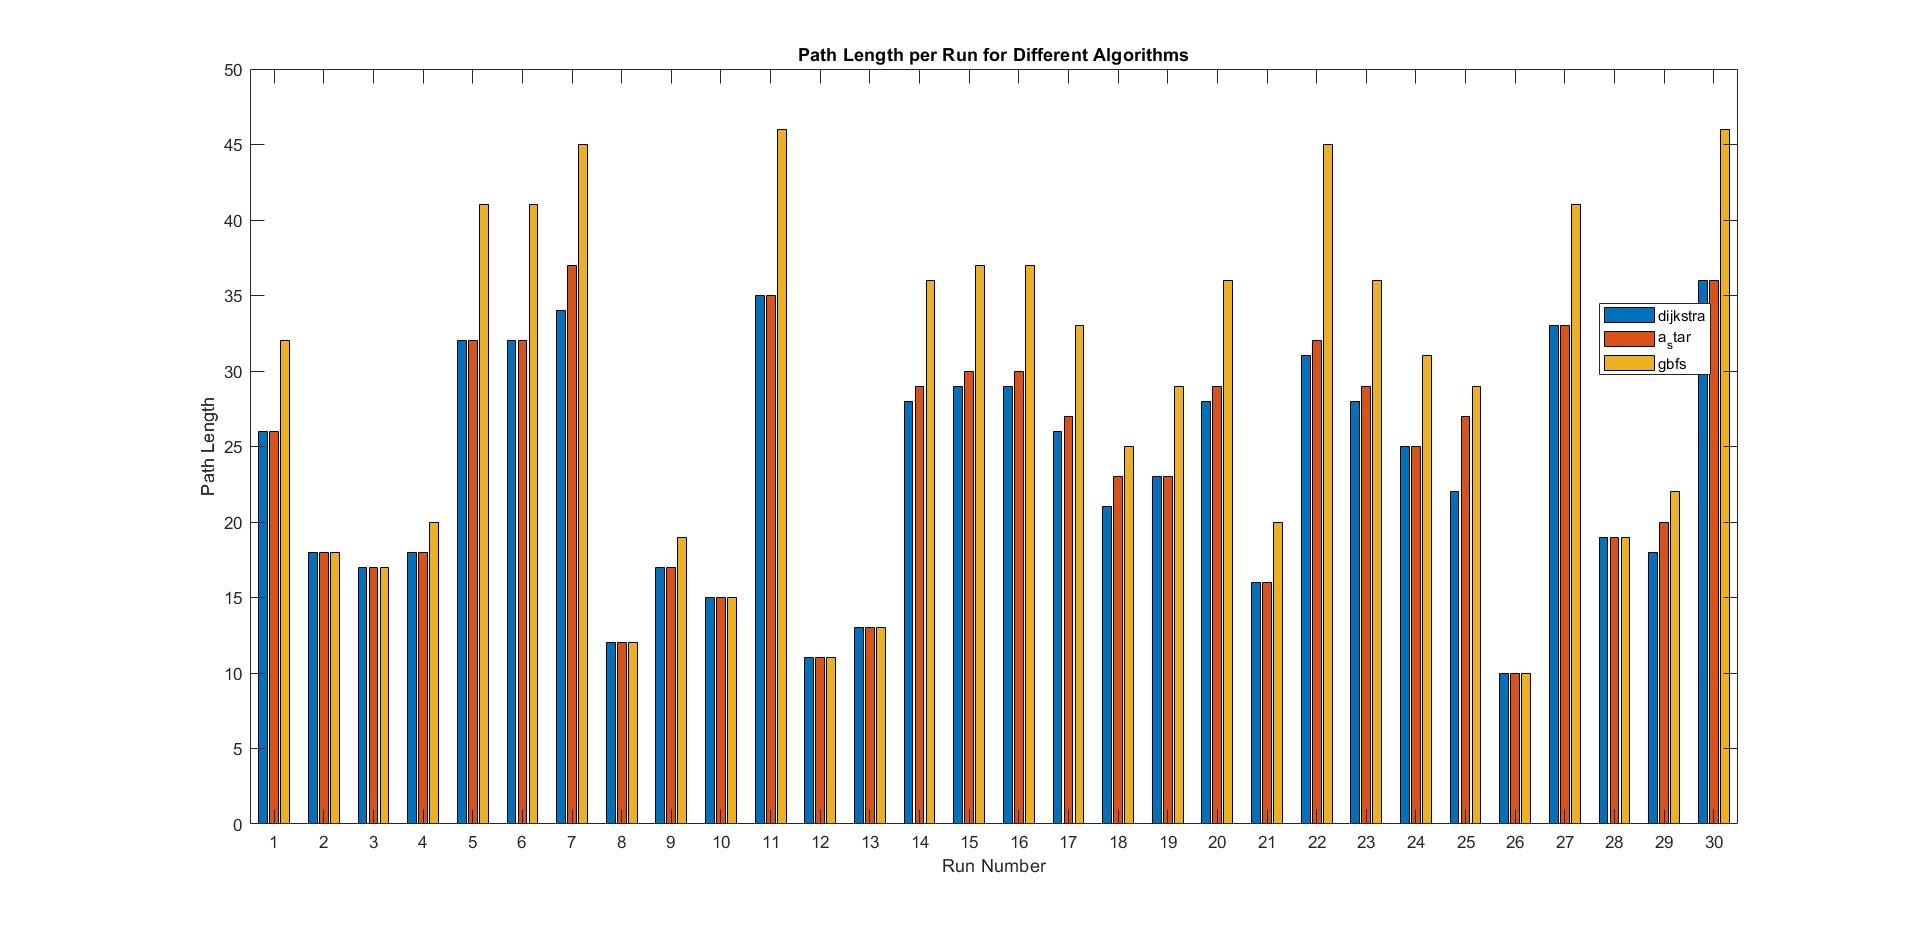 Path Length per Run for Different Algorithms
50
45
40
35
30
25
20
15
10
5
0
Path Length
dijkstra
a_star
gbfs
1 2 3 4 5 6 7 8 9 10 11 12 13 14 15 16 17 18 19 20 21 22 23 24 25 26 27 28 29 30
Run Number